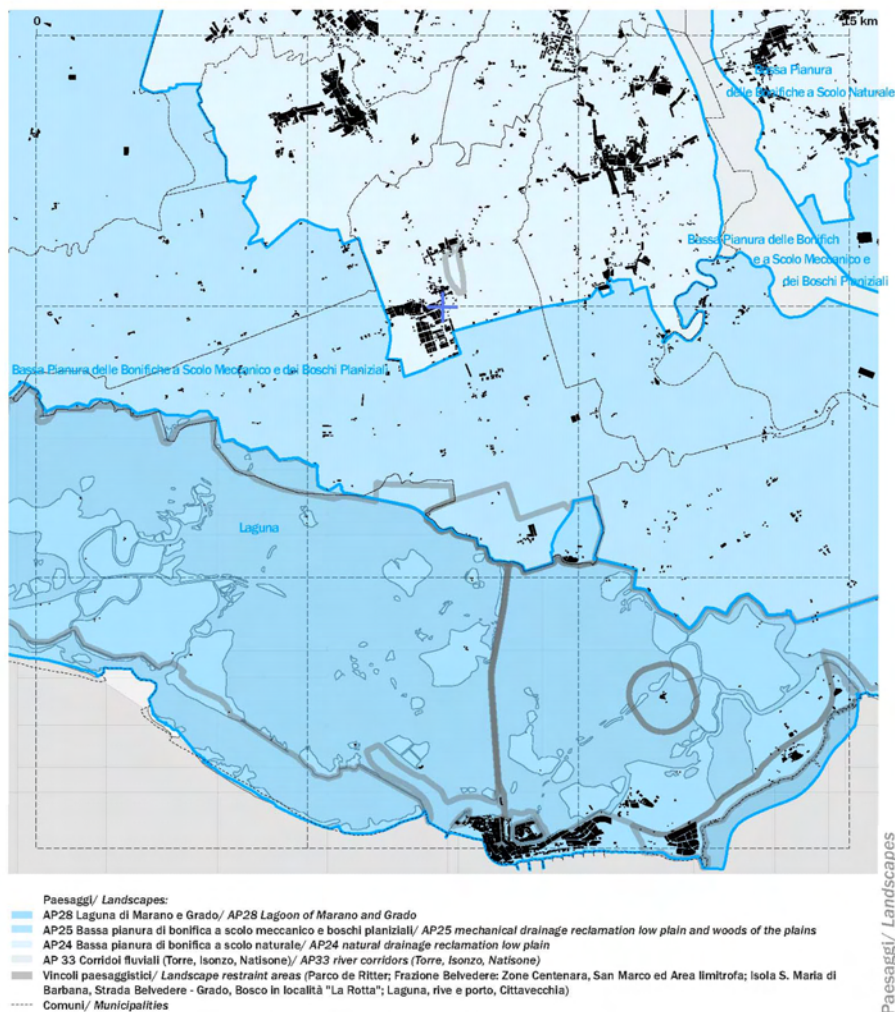 0
15 km
Bassa Pianura
delle Bonifiche a Scolo Naturale
Bassa Pianura delle Bonifich
e a Scolo Meccanico e
dei Boschi Planiziali
Bassa Pianura delle Bonifiche a Scolo Meccanico e dei Boschi Planiziali
Laguna
Paesaggi/ Landscapes
Paesaggi/ Landscapes:
AP28 Laguna di Marano e Grado/ AP28 Lagoon of Marano and Grado
AP25 Bassa pianura di bonifica a scolo meccanico e boschi planiziali/ AP25 mechanical drainage reclamation low plain and woods of the plains
AP24 Bassa pianura di bonifica a scolo naturale/ AP24 natural drainage reclamation low plain
AP 33 Corridoi fluviali (Torre, Isonzo, Natisone)/ AP33 river corridors (Torre, Isonzo, Natisone)
Vincoli paesaggistici/ Landscape restraint areas (Parco de Ritter; Frazione Belvedere: Zone Centenara, San Marco ed Area limitrofa; Isola S. Maria di
Barbana, Strada Belvedere - Grado, Bosco in località "La Rotta"; Laguna, rive e porto, Cittavecchia)
Comuni/ Municipalities